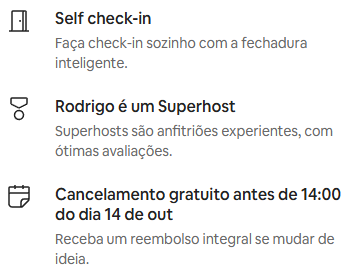 Self check-in
Faça check-in sozinho com a fechadura
inteligente.
Rodrigo é um Superhost
Superhosts são anfitriões experientes, com
ótimas avaliações.
Cancelamento gratuito antes de 14:00
do dia 14 de out
Receba um reembolso integral se mudar de
ideia.